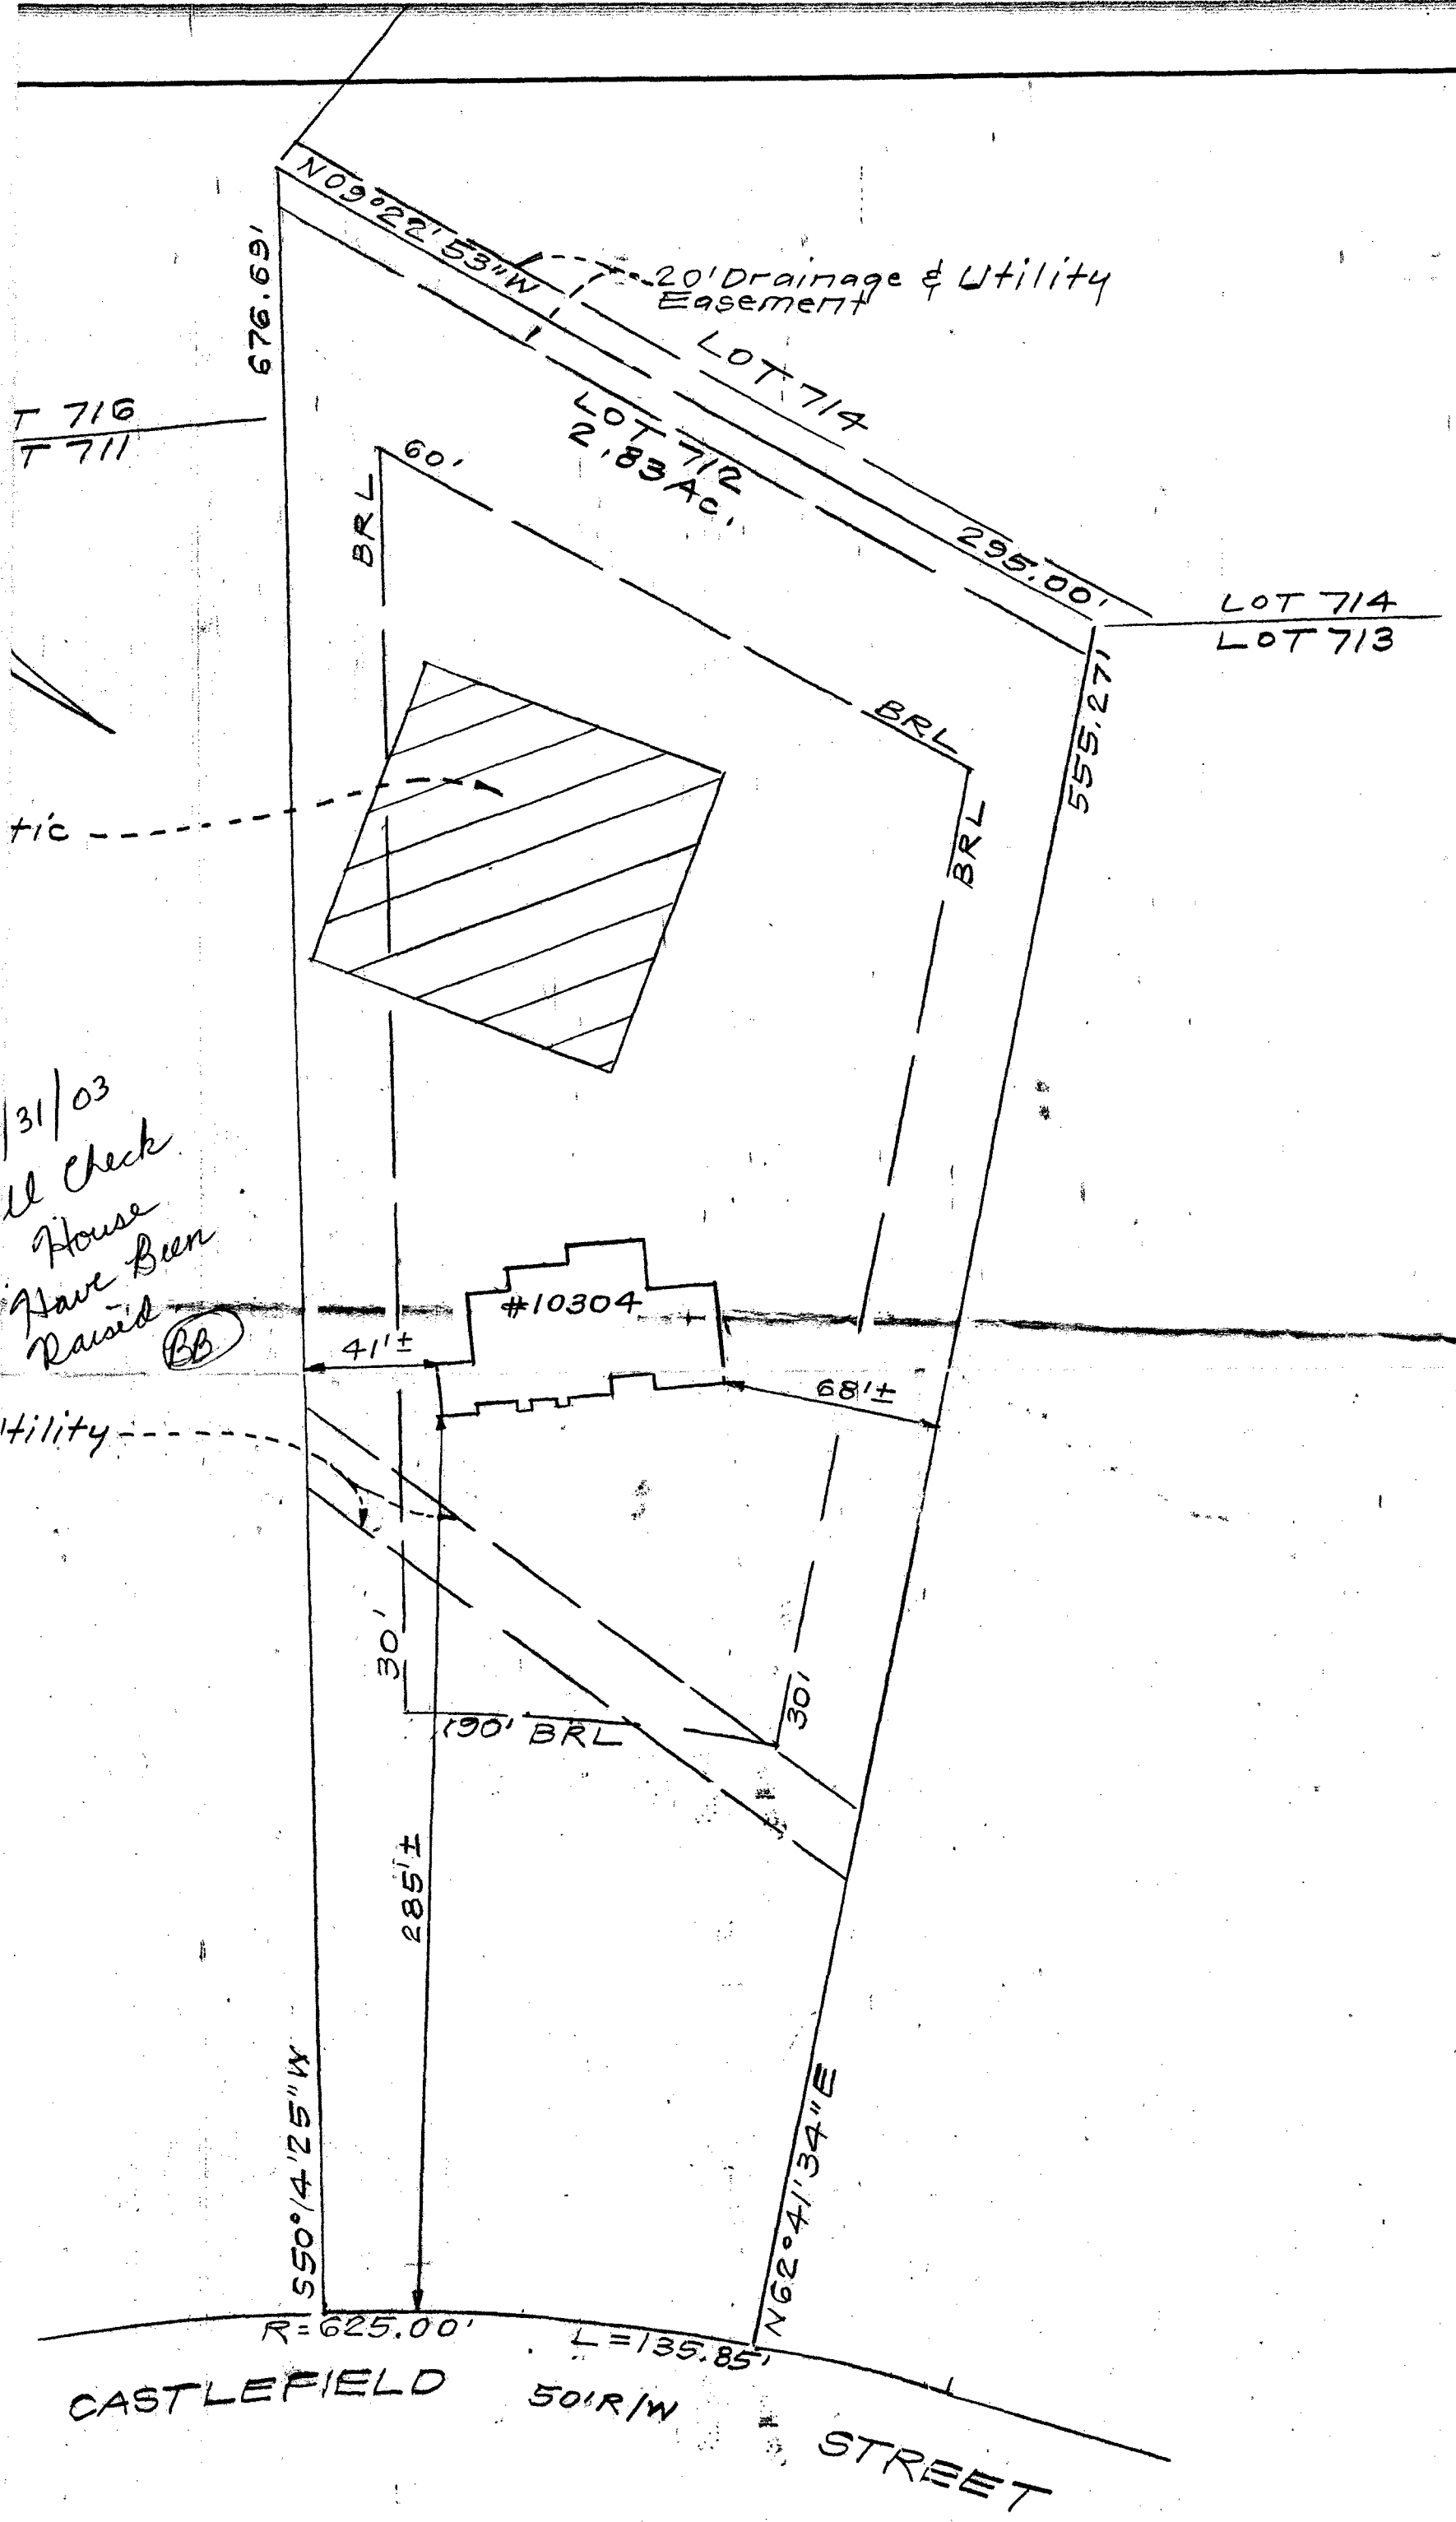 N09°22'53"W
676.69'
20' Drainage & Utility
Easement
LOT 714
T 716
T 711
LOT 712
2.83 Ac.
60'
BRL
295.00'
LOT 714
LOT 713
BRL
555.27'
BRL
tic
31/03
Check
House
Have Been
Raised
BB
#10304
41'±
68'±
tility
30'
30'
190' BRL
285'±
S50°14'25"W
N62°41'34"E
R=625.00'
L=135.85'
CASTLEFIELD
50'R/W
STREET